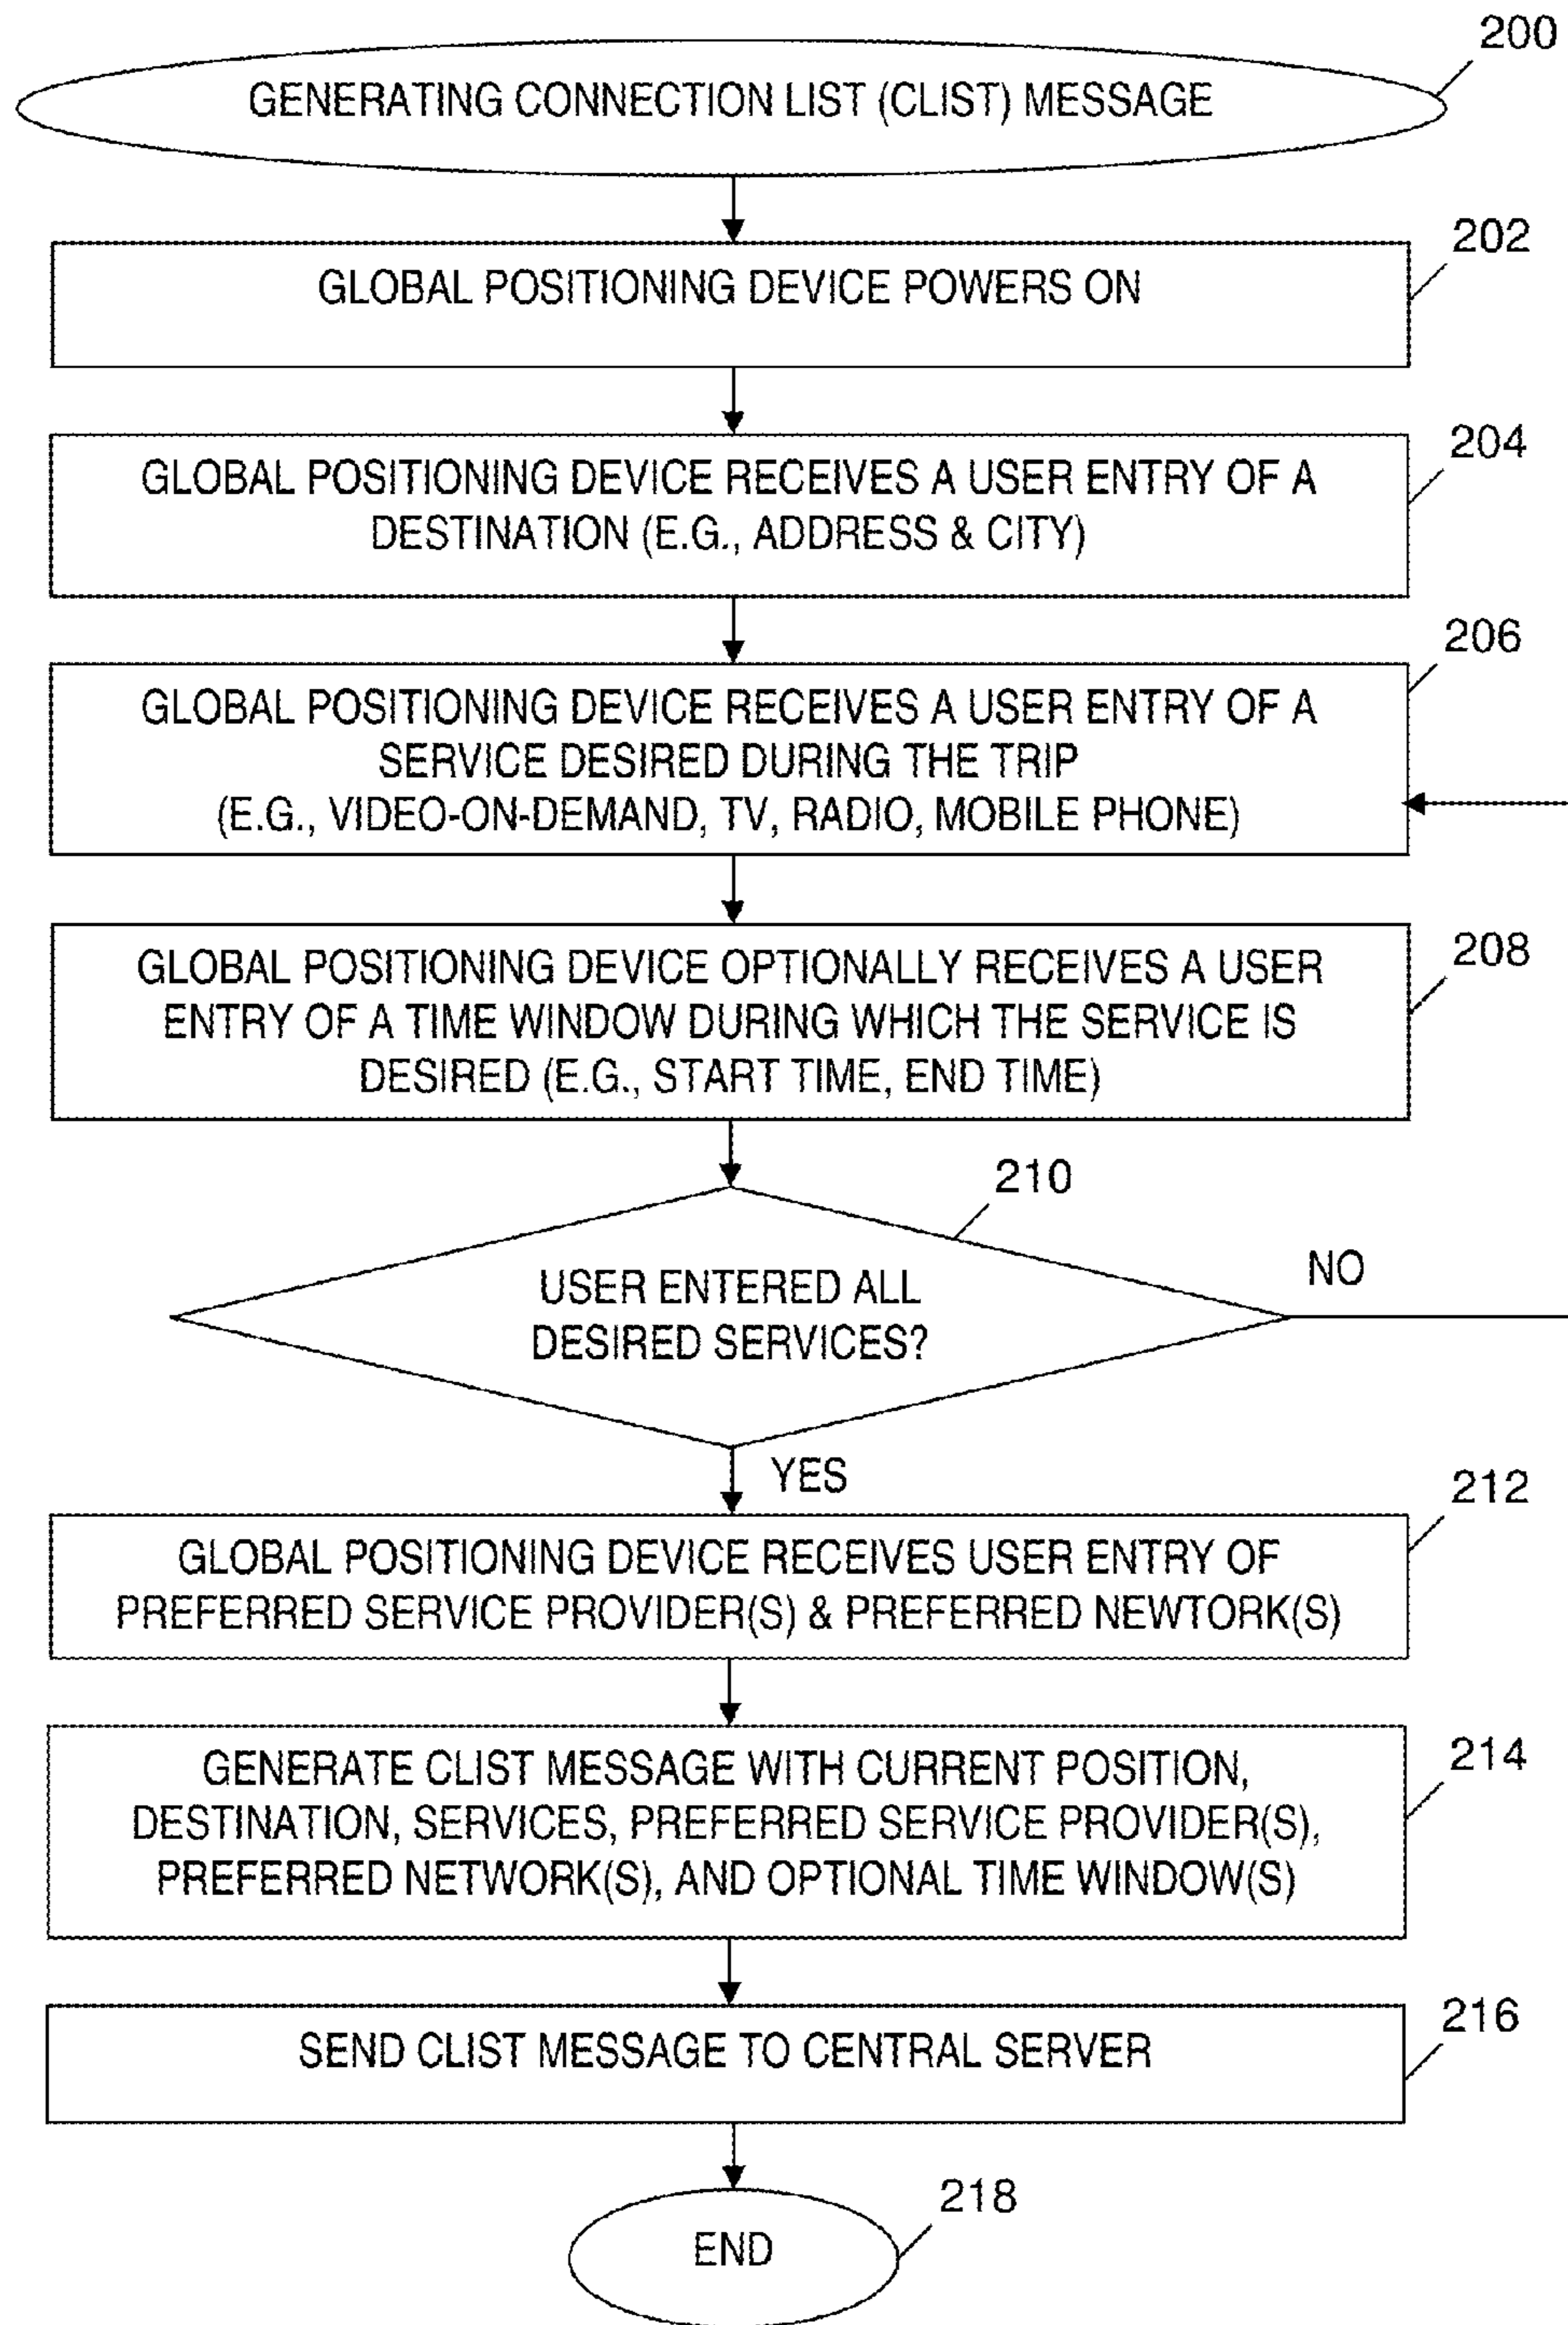 200
GENERATING CONNECTION LIST (CLIST) MESSAGE
202
GLOBAL POSITIONING DEVICE POWERS ON
204
GLOBAL POSITIONING DEVICE RECEIVES A USER ENTRY OF A
DESTINATION (E.G., ADDRESS & CITY)
206
GLOBAL POSITIONING DEVICE RECEIVES A USER ENTRY OF A
SERVICE DESIRED DURING THE TRIP
(E.G., VIDEO-ON-DEMAND, TV, RADIO, MOBILE PHONE)
208
GLOBAL POSITIONING DEVICE OPTIONALLY RECEIVES A USER
ENTRY OF A TIME WINDOW DURING WHICH THE SERVICE IS
DESIRED (E.G., START TIME, END TIME)
210
USER ENTERED ALL
DESIRED SERVICES?
NO
YES
212
GLOBAL POSITIONING DEVICE RECEIVES USER ENTRY OF
PREFERRED SERVICE PROVIDER(S) & PREFERRED NEWTORK(S)
214
GENERATE CLIST MESSAGE WITH CURRENT POSITION,
DESTINATION, SERVICES, PREFERRED SERVICE PROVIDER(S),
PREFERRED NETWORK(S), AND OPTIONAL TIME WINDOW(S)
216
SEND CLIST MESSAGE TO CENTRAL SERVER
218
END